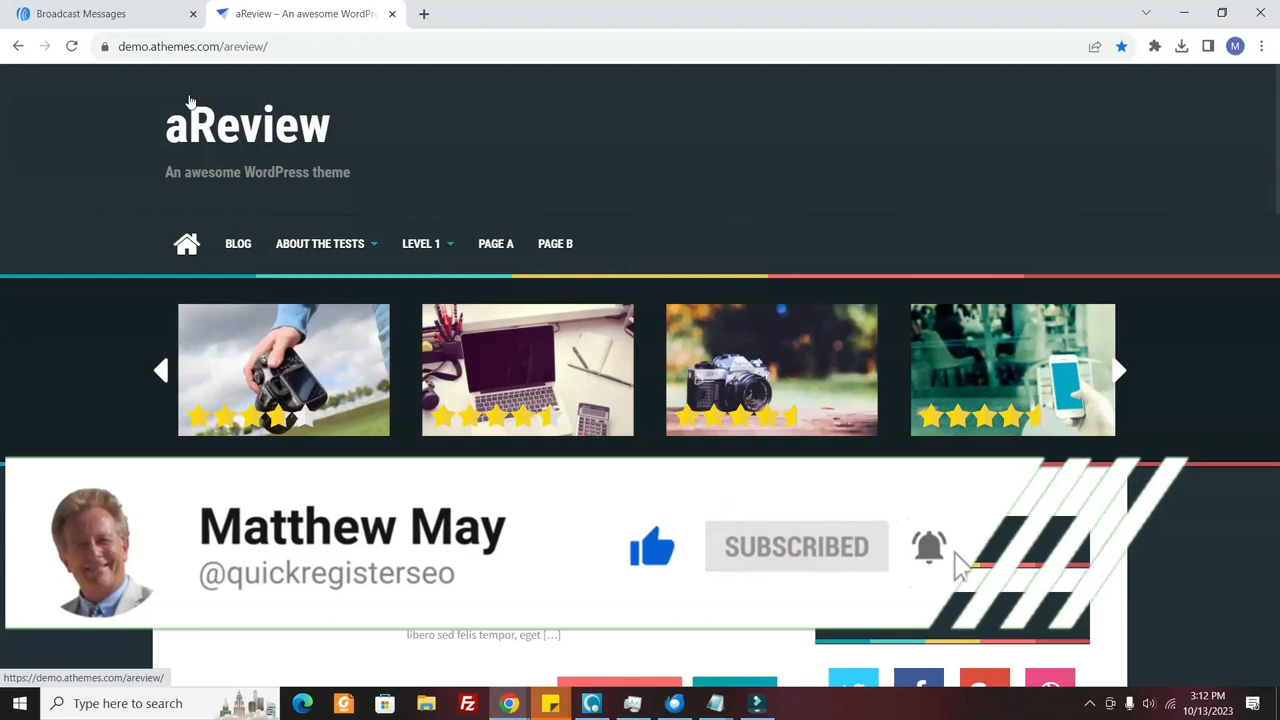 Broadcast Messages
aReview – An awesome WordPr
demo.athemes.com/areview/
M
aReview
An awesome WordPress theme
BLOG
ABOUT THE TESTS
LEVEL 1
PAGE A
PAGE B
Matthew May
@quickregisterseo
SUBSCRIBED
libero sed felis tempor, eget […]
https://demo.athemes.com/areview/
Type here to search
3:12 PM
10/13/2023